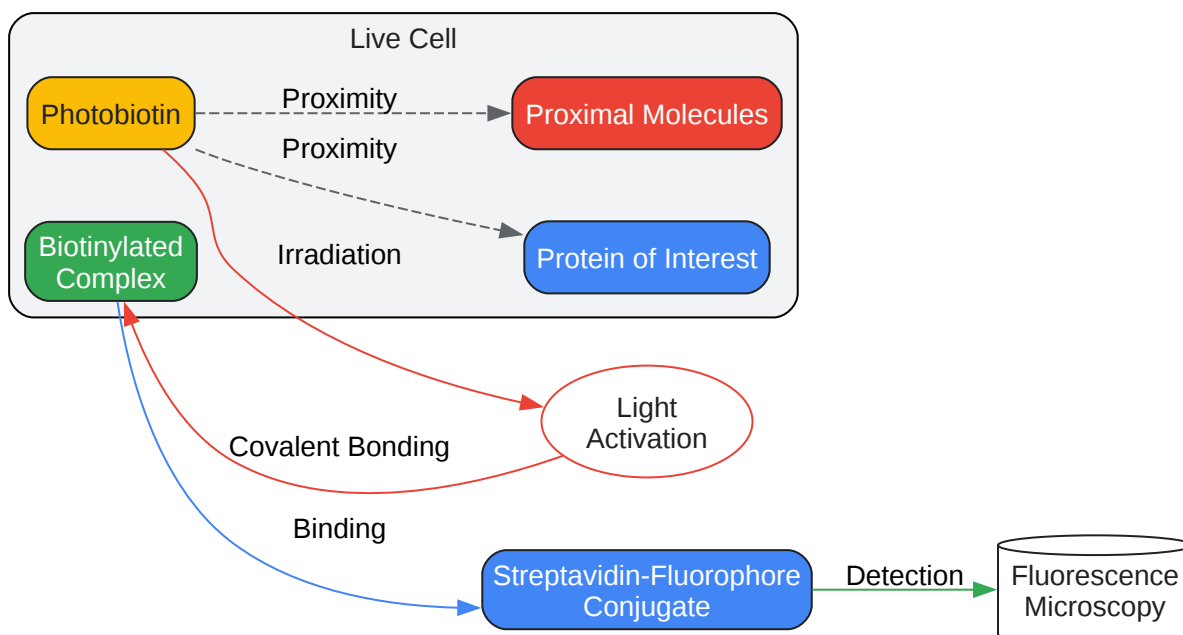 Live Cell
Photobiotin
Proximity
Proximal Molecules
Proximity
Biotinylated
Complex
Irradiation
Protein of Interest
Light
Activation
Covalent Bonding
Binding
Streptavidin-Fluorophore
Conjugate
Detection
Fluorescence
Microscopy